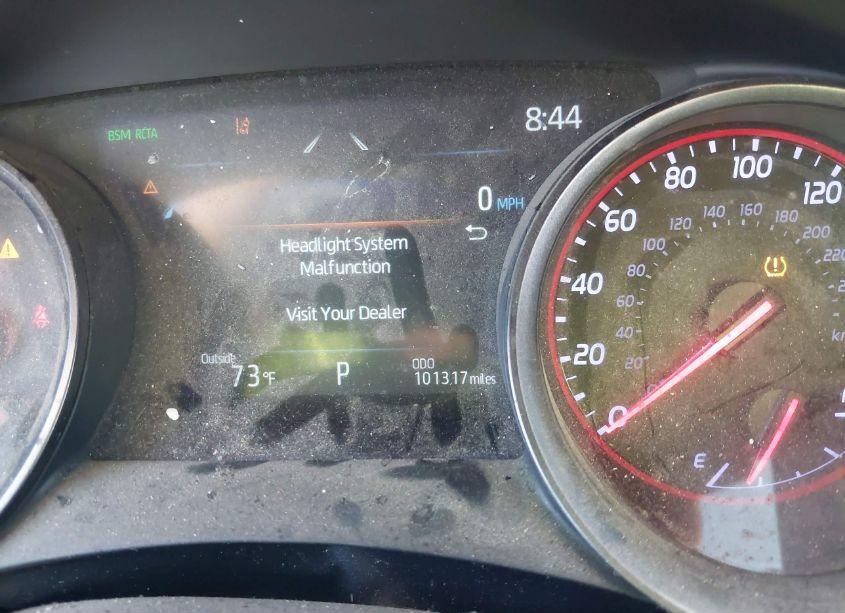 BSM RCTA
8:44
0 MPH
Headlight System
Malfunction
Visit Your Dealer
Outside
73°F
P
ODO
101317 miles
0
20
40
60
80
100
120
20
40
60
80
100
120
140
160
180
200
220
E